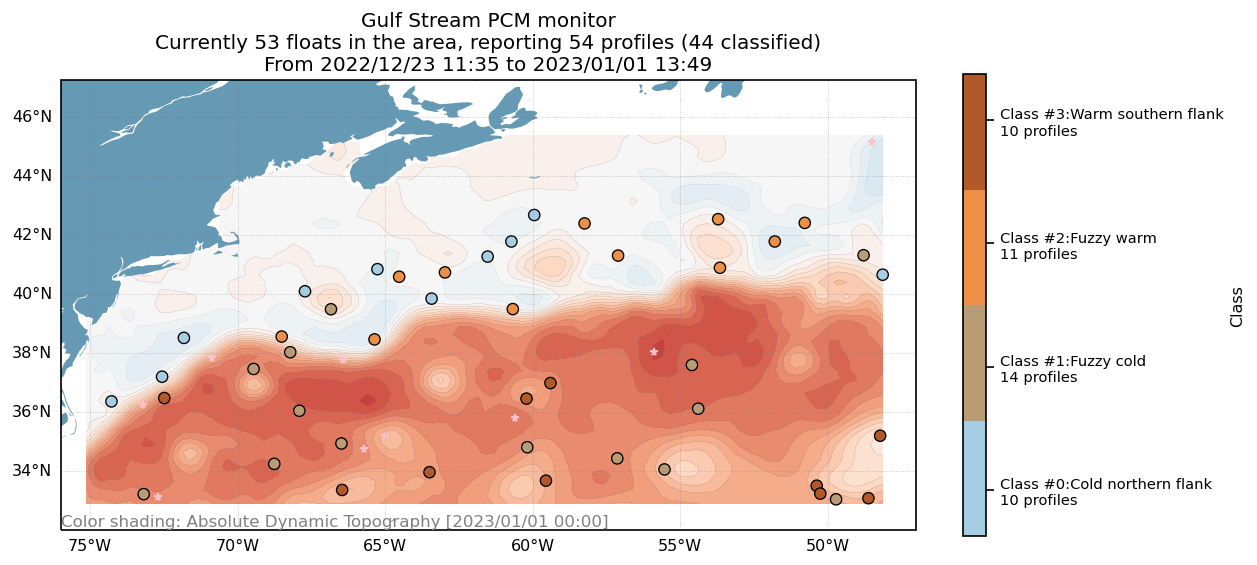 Gulf Stream PCM monitor
Currently 53 floats in the area, reporting 54 profiles (44 classified)
From 2022/12/23 11:35 to 2023/01/01 13:49
46°N
44°N
42°N
40°N
38°N
36°N
34°N
Color shading: Absolute Dynamic Topography [2023/01/01 00:00]
75°W
70°W
65°W
60°W
55°W
50°W
Class #3:Warm southern flank
10 profiles
Class #2:Fuzzy warm
11 profiles
Class #1:Fuzzy cold
14 profiles
Class #0:Cold northern flank
10 profiles
Class